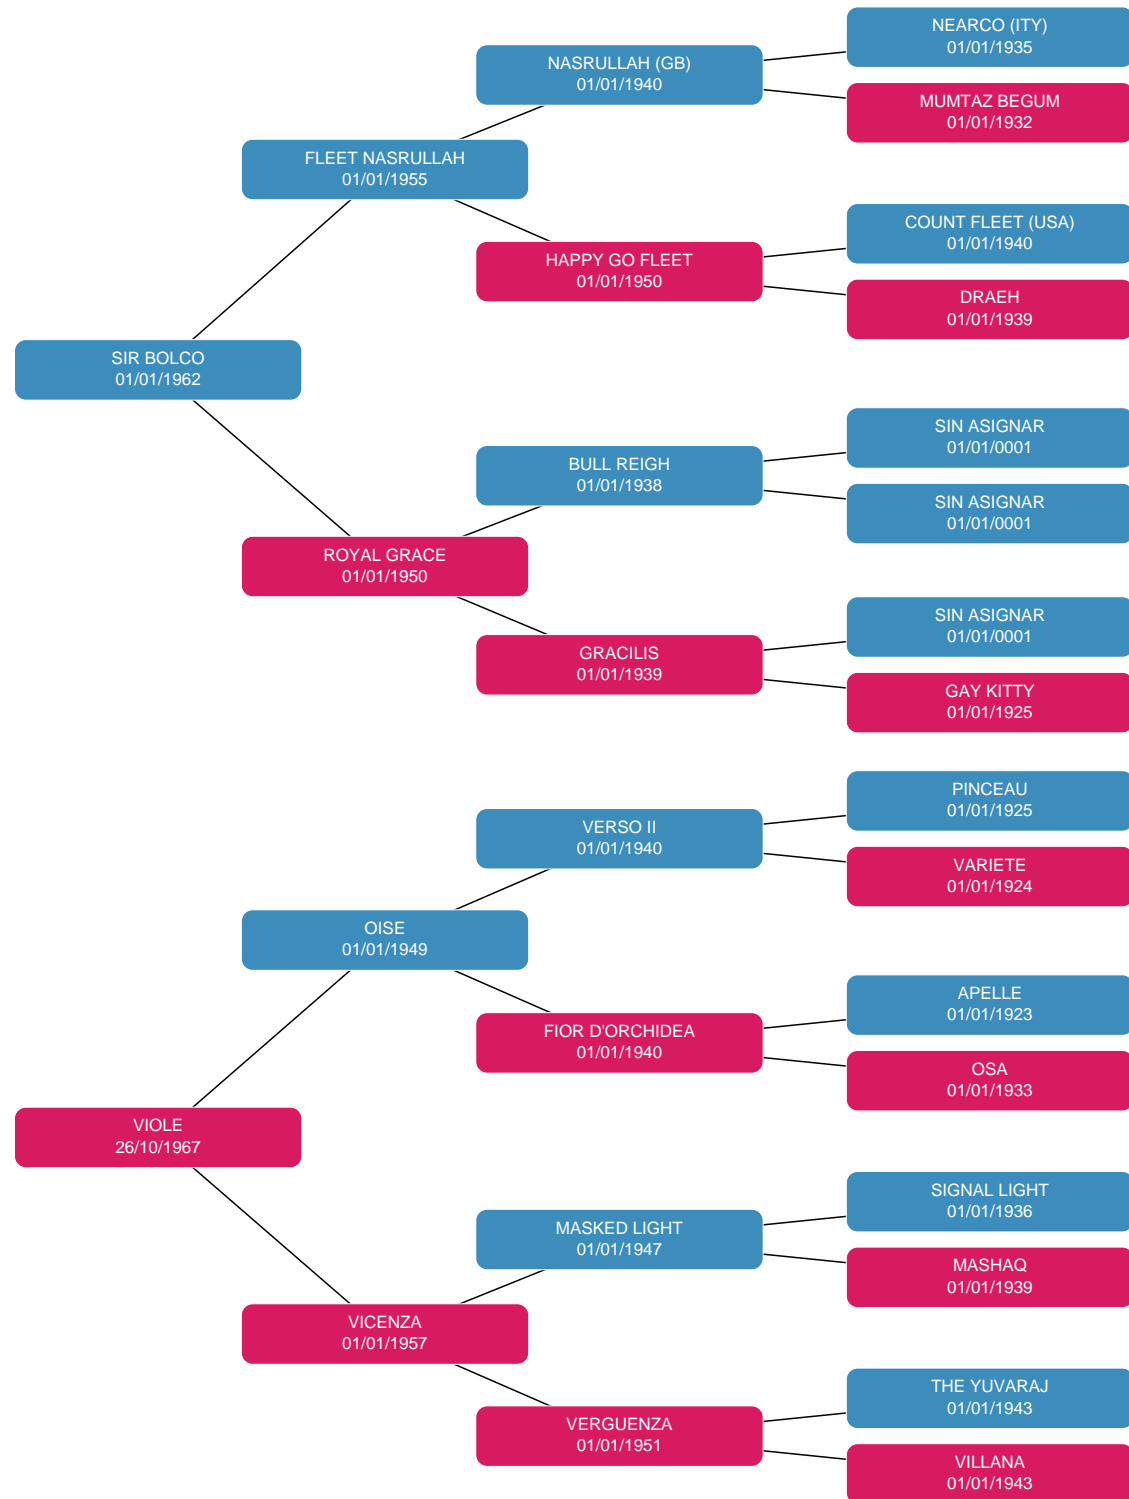 NEARCO (ITY)
01/01/1935
NASRULLAH (GB)
01/01/1940
MUMTAZ BEGUM
01/01/1932
FLEET NASRULLAH
01/01/1955
COUNT FLEET (USA)
01/01/1940
HAPPY GO FLEET
01/01/1950
DRAEH
01/01/1939
SIR BOLCO
01/01/1962
SIN ASIGNAR
01/01/0001
BULL REIGH
01/01/1938
SIN ASIGNAR
01/01/0001
ROYAL GRACE
01/01/1950
SIN ASIGNAR
01/01/0001
GRACILIS
01/01/1939
GAY KITTY
01/01/1925
PINCEAU
01/01/1925
VERSO II
01/01/1940
VARIETE
01/01/1924
OISE
01/01/1949
APELLE
01/01/1923
FIOR D'ORCHIDEA
01/01/1940
OSA
01/01/1933
VIOLE
26/10/1967
SIGNAL LIGHT
01/01/1936
MASKED LIGHT
01/01/1947
MASHAQ
01/01/1939
VICENZA
01/01/1957
THE YUVARAJ
01/01/1943
VERGUENZA
01/01/1951
VILLANA
01/01/1943